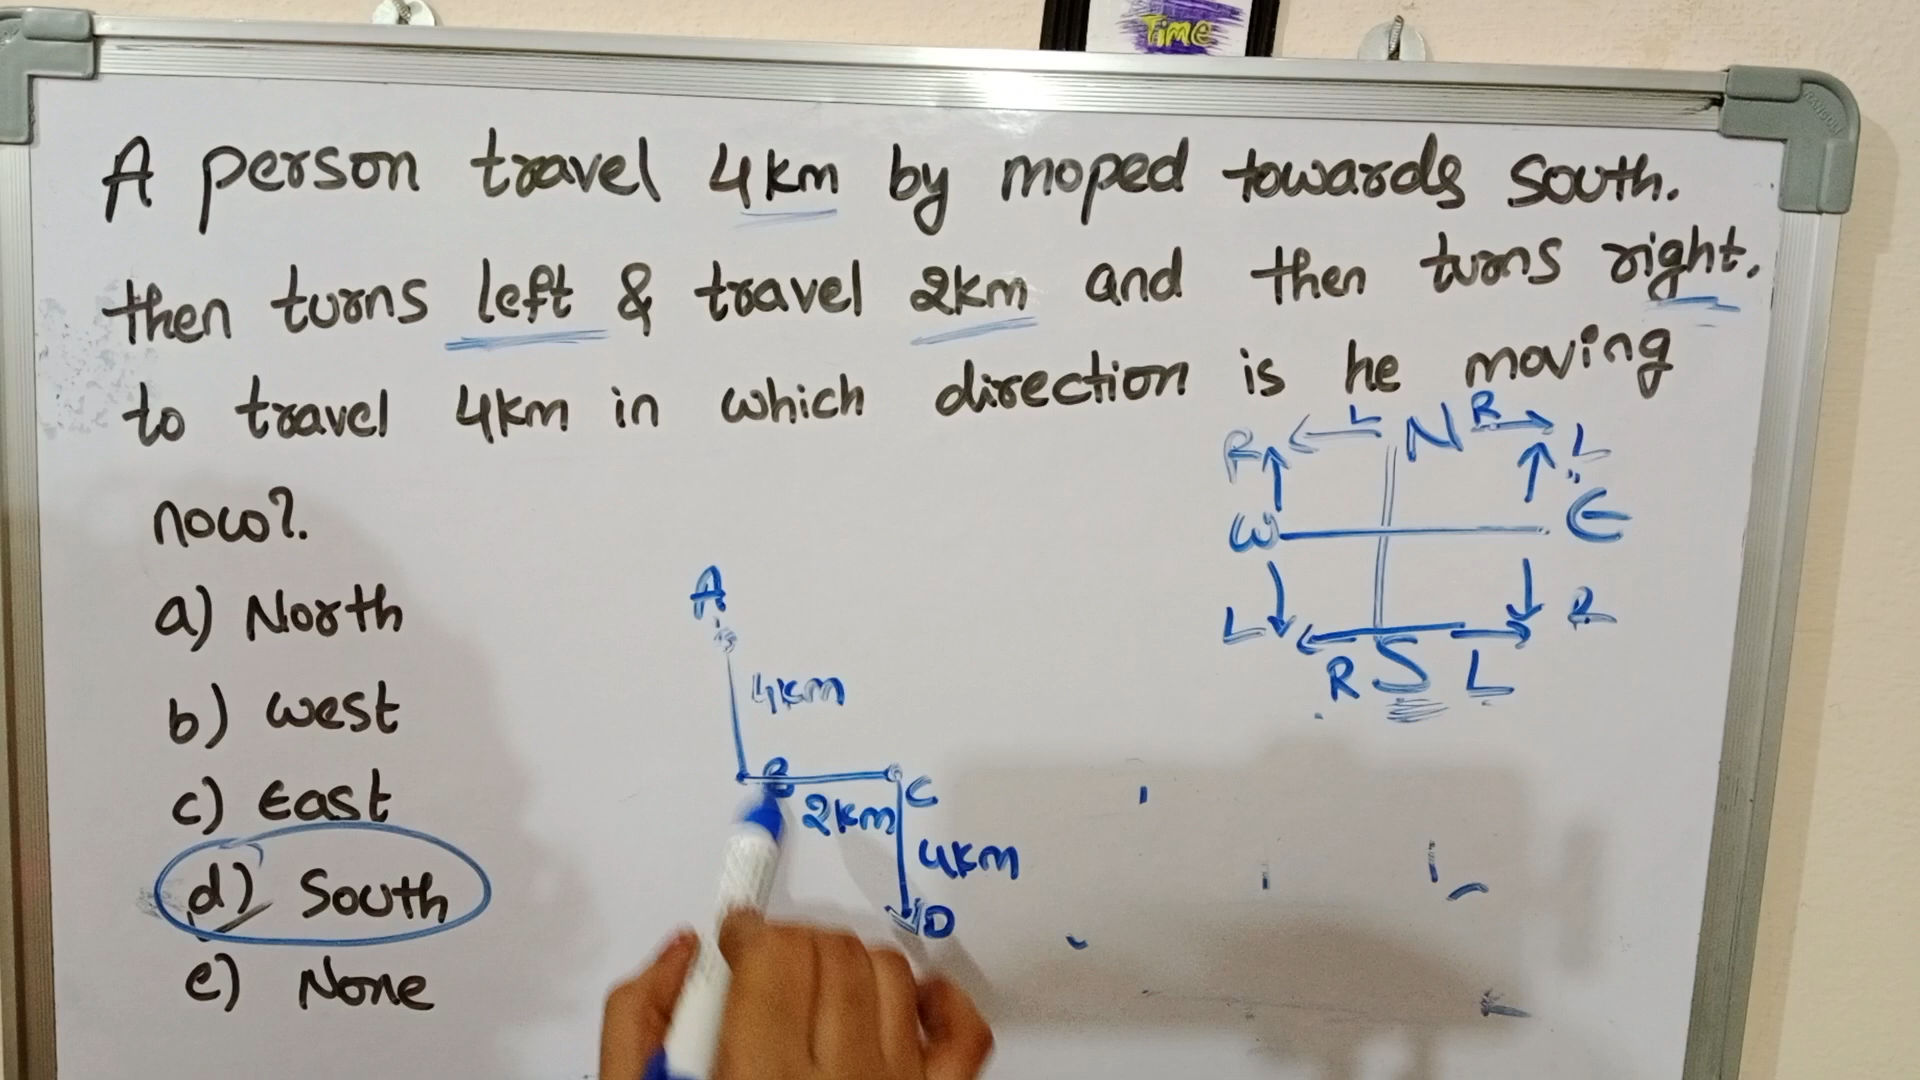 Time
A person travel 4km by moped towards south.
then turns left & travel 2km and then turns right.
to travel 4km in which direction is he moving
now?.
a) North
b) west
c) East
d) South
e) None
A
4km
B
2km
C
4km
D
L N R
R L
W E
L R
R S L